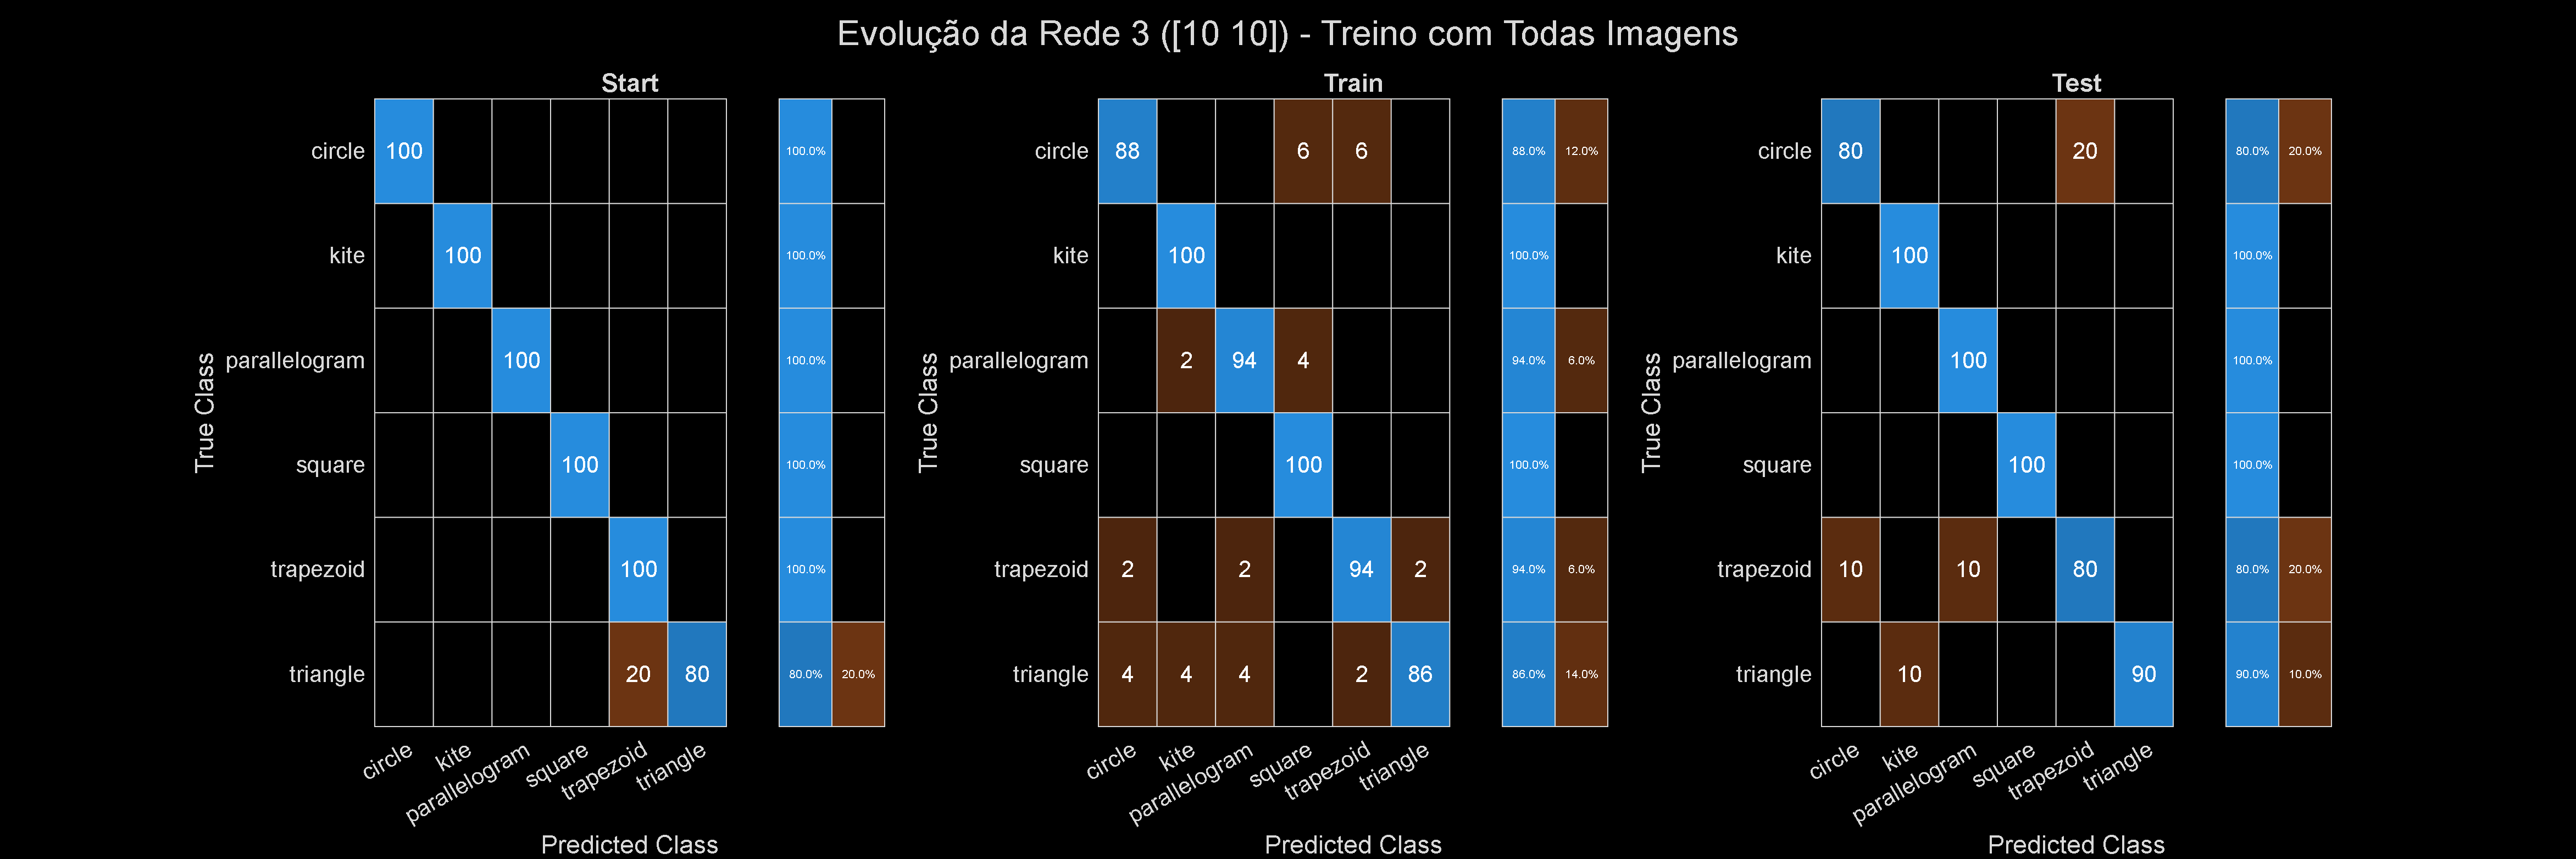 Evolução da Rede 3 ([10 10]) - Treino com Todas Imagens
Start
True Class
circle 100 100.0%
kite 100 100.0%
parallelogram 100 100.0%
square 100 100.0%
trapezoid 100 100.0%
triangle 20 80 80.0% 20.0%
circle kite parallelogram square trapezoid triangle
Predicted Class
Train
True Class
circle 88 6 6 88.0% 12.0%
kite 100 100.0%
parallelogram 2 94 4 94.0% 6.0%
square 100 100.0%
trapezoid 2 2 94 2 94.0% 6.0%
triangle 4 4 4 2 86 86.0% 14.0%
circle kite parallelogram square trapezoid triangle
Predicted Class
Test
True Class
circle 80 20 80.0% 20.0%
kite 100 100.0%
parallelogram 100 100.0%
square 100 100.0%
trapezoid 10 10 80 80.0% 20.0%
triangle 10 90 90.0% 10.0%
circle kite parallelogram square trapezoid triangle
Predicted Class